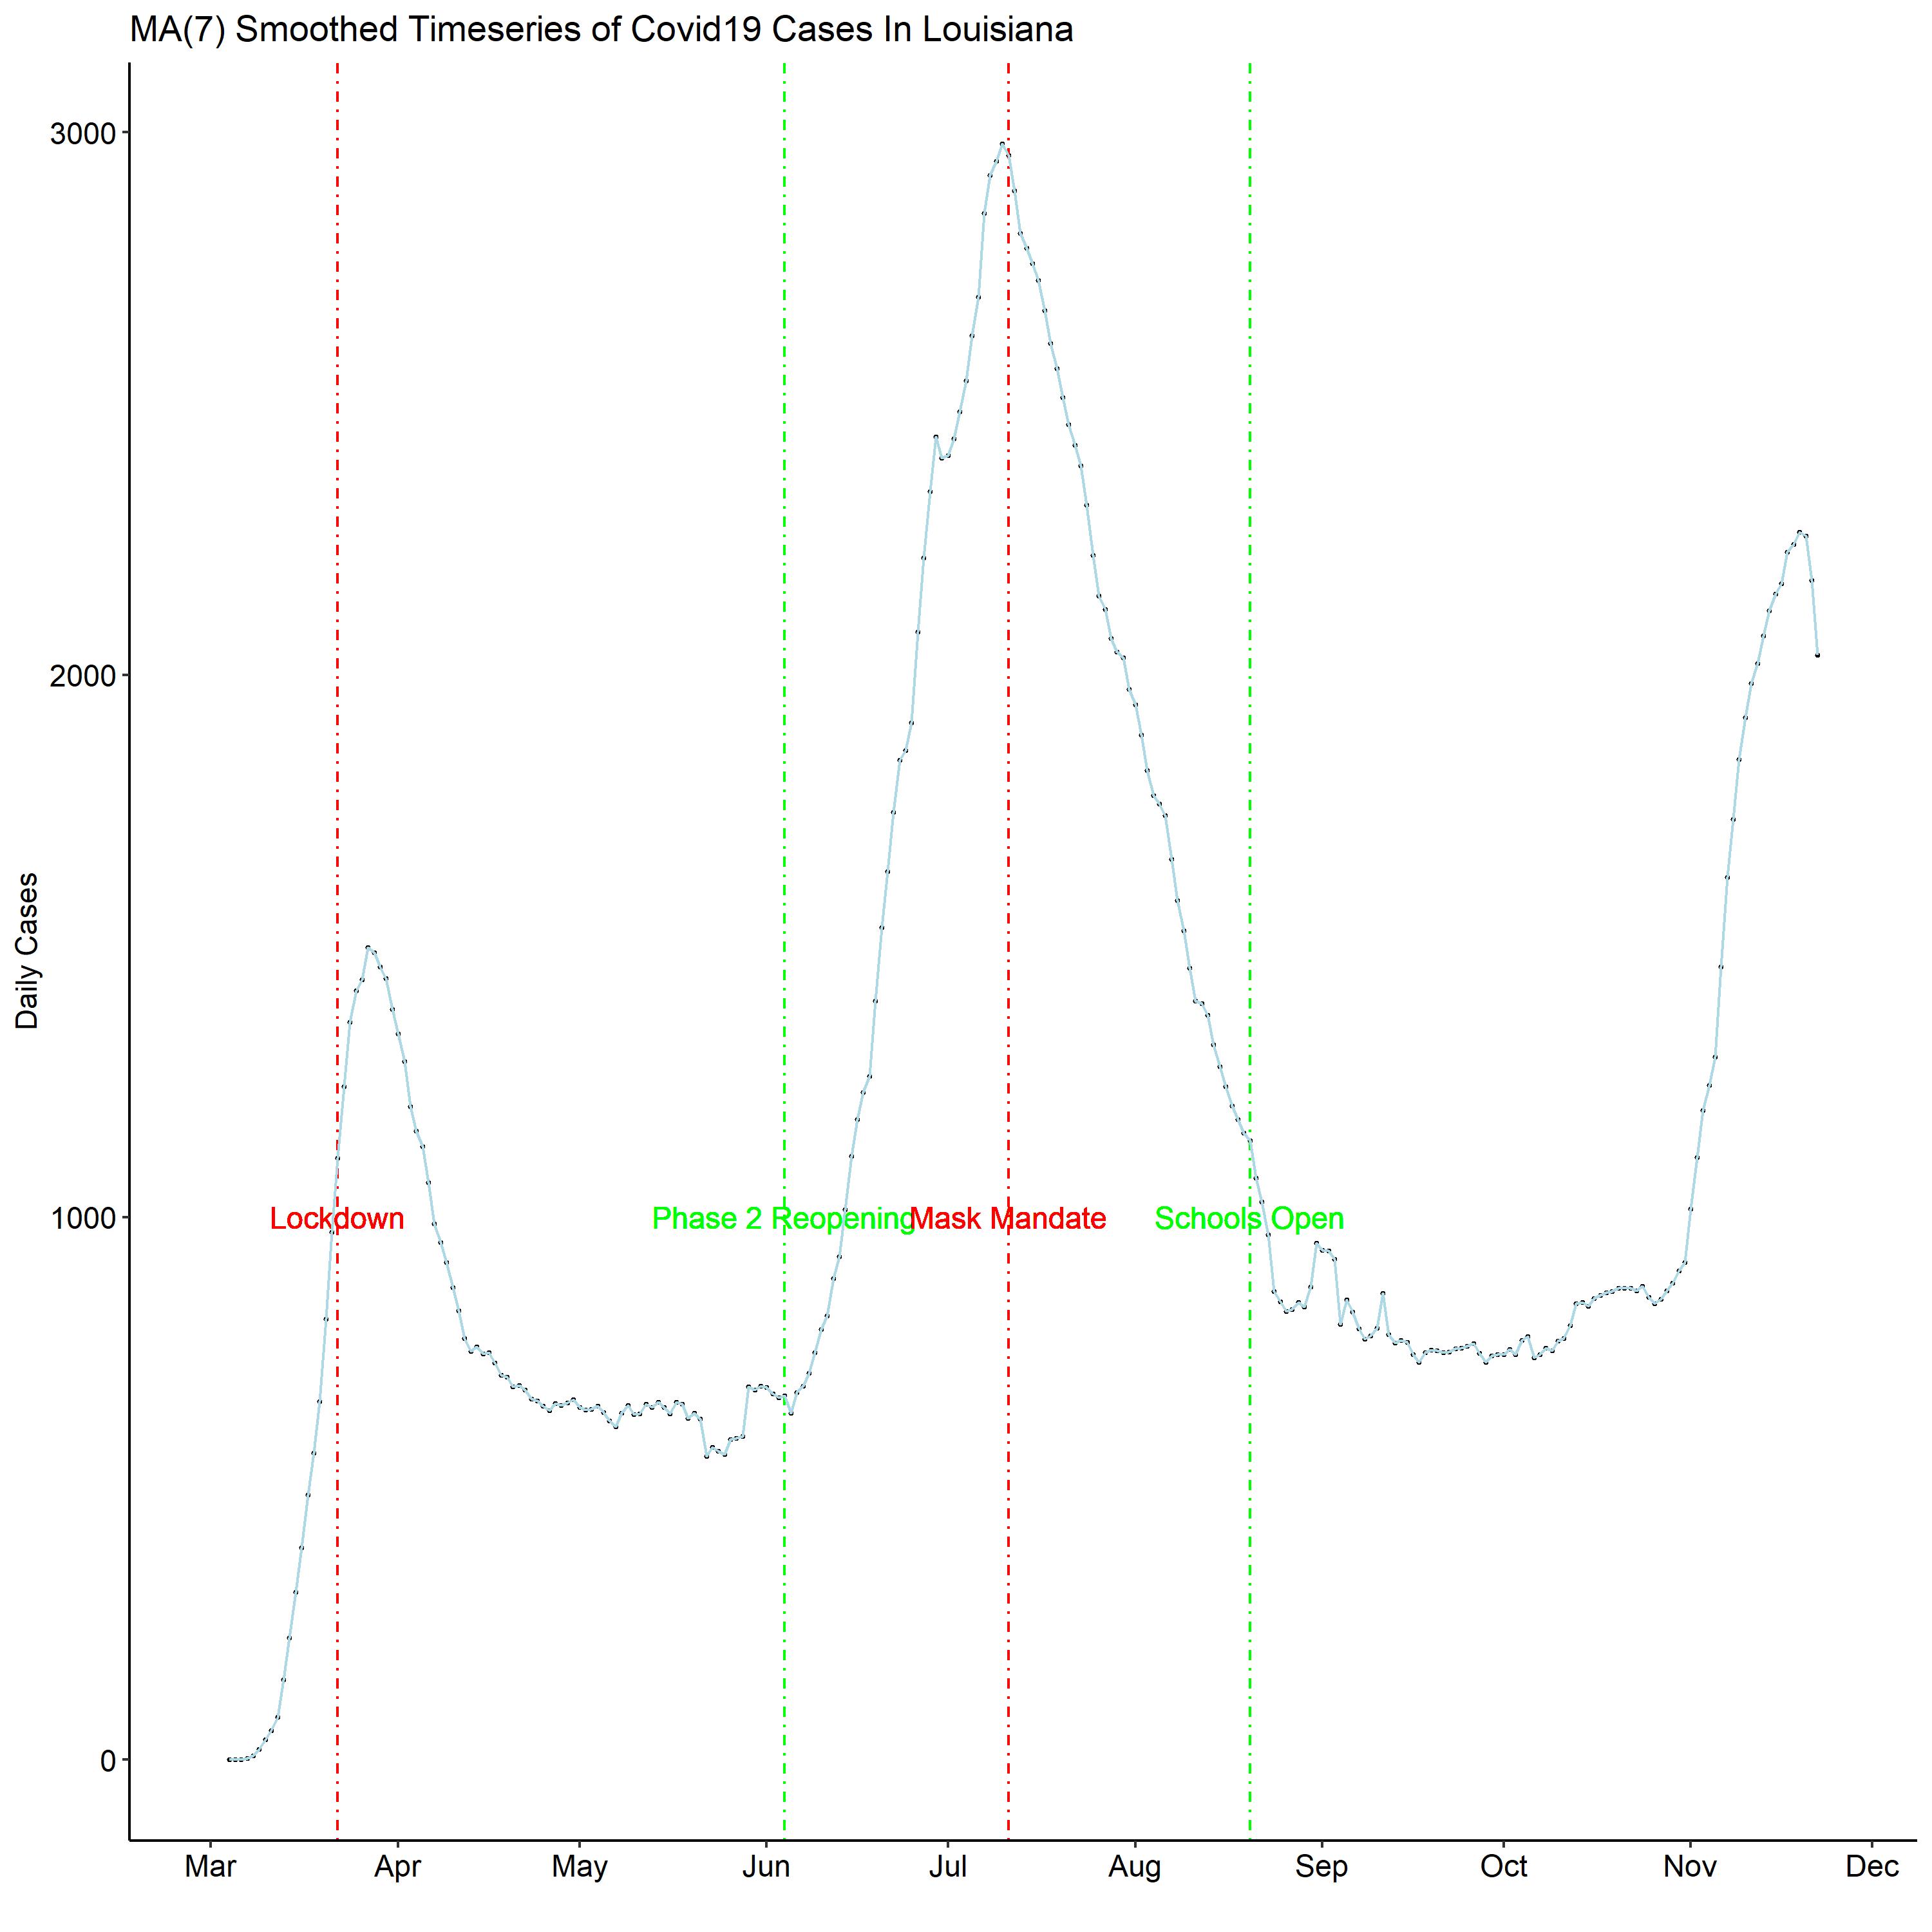 MA(7) Smoothed Timeseries of Covid19 Cases In Louisiana
3000
2000
1000
0
Daily Cases
Lockdown
Phase 2 Reopening
Mask Mandate
Schools Open
Mar
Apr
May
Jun
Jul
Aug
Sep
Oct
Nov
Dec